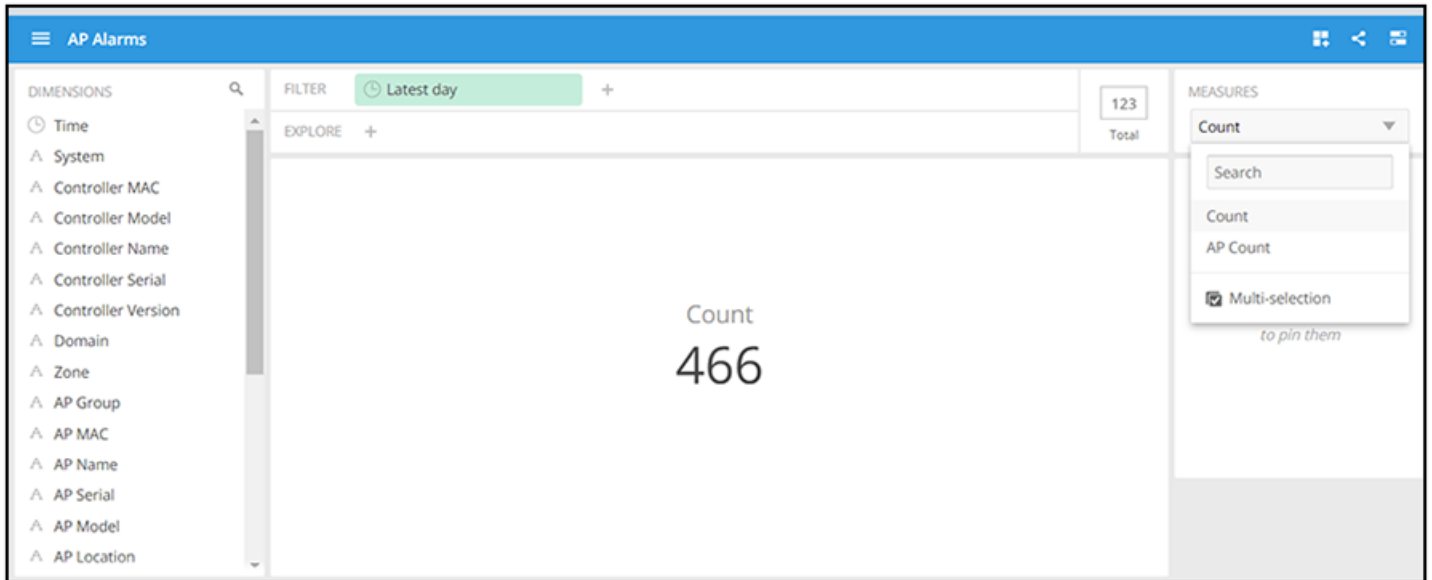 AP Alarms
DIMENSIONS
Time
System
Controller MAC
Controller Model
Controller Name
Controller Serial
Controller Version
Domain
Zone
AP Group
AP MAC
AP Name
AP Serial
AP Model
AP Location
FILTER Latest day +
EXPLORE +
123
Total
Count
466
MEASURES
Count
Search
Count
AP Count
Multi-selection
to pin them